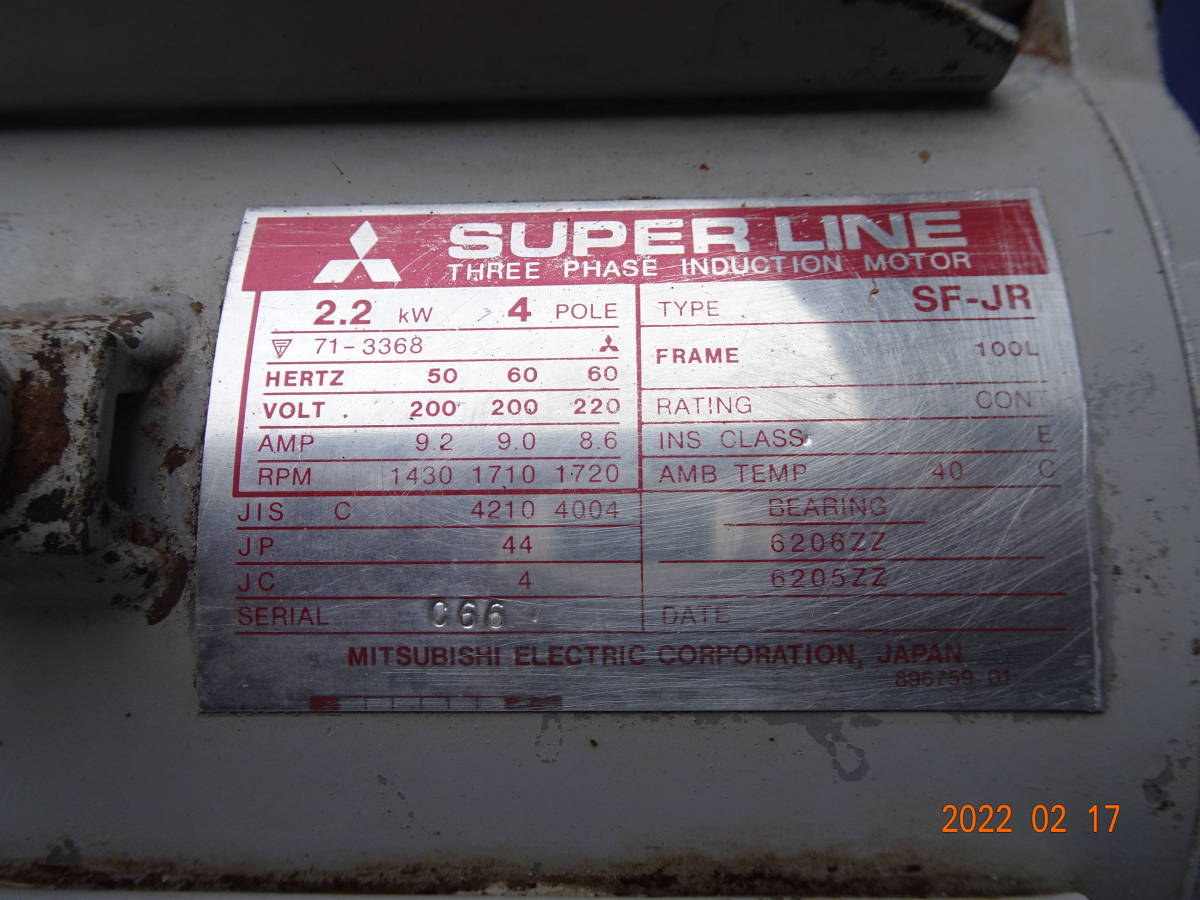 SUPER LINE
THREE PHASE INDUCTION MOTOR
2.2 kW 4 POLE
71-3368
HERTZ 50 60 60
VOLT 200 200 220
AMP 9.2 9.0 8.6
RPM 1430 1710 1720
JIS C 4210 4004
JP 44
JC 4
SERIAL 066
TYPE SF-JR
FRAME 100L
RATING CONT
INS CLASS E
AMB TEMP 40 C
BEARING
6206ZZ
6205ZZ
DATE
MITSUBISHI ELECTRIC CORPORATION, JAPAN
896759 01
2022 02 17